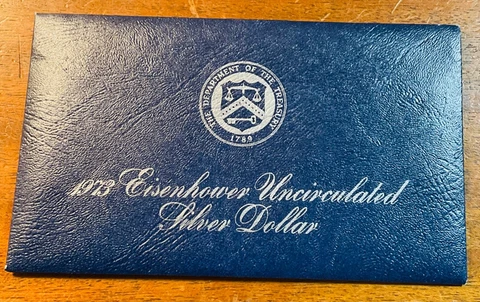 THE DEPARTMENT OF THE TREASURY
1789
1973 Eisenhower Uncirculated
Silver Dollar